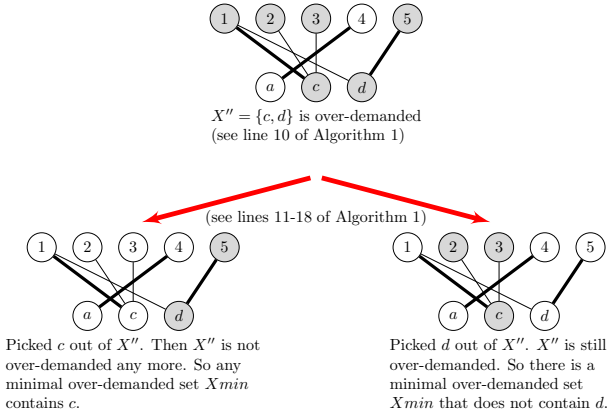 1 2 3 4 5
a c d
X″ = {c, d} is over-demanded
(see line 10 of Algorithm 1)
(see lines 11-18 of Algorithm 1)
1 2 3 4 5
a c d
Picked c out of X″. Then X″ is not
over-demanded any more. So any
minimal over-demanded set Xmin
contains c.
1 2 3 4 5
a c d
Picked d out of X″. X″ is still
over-demanded. So there is a
minimal over-demanded set
Xmin that does not contain d.